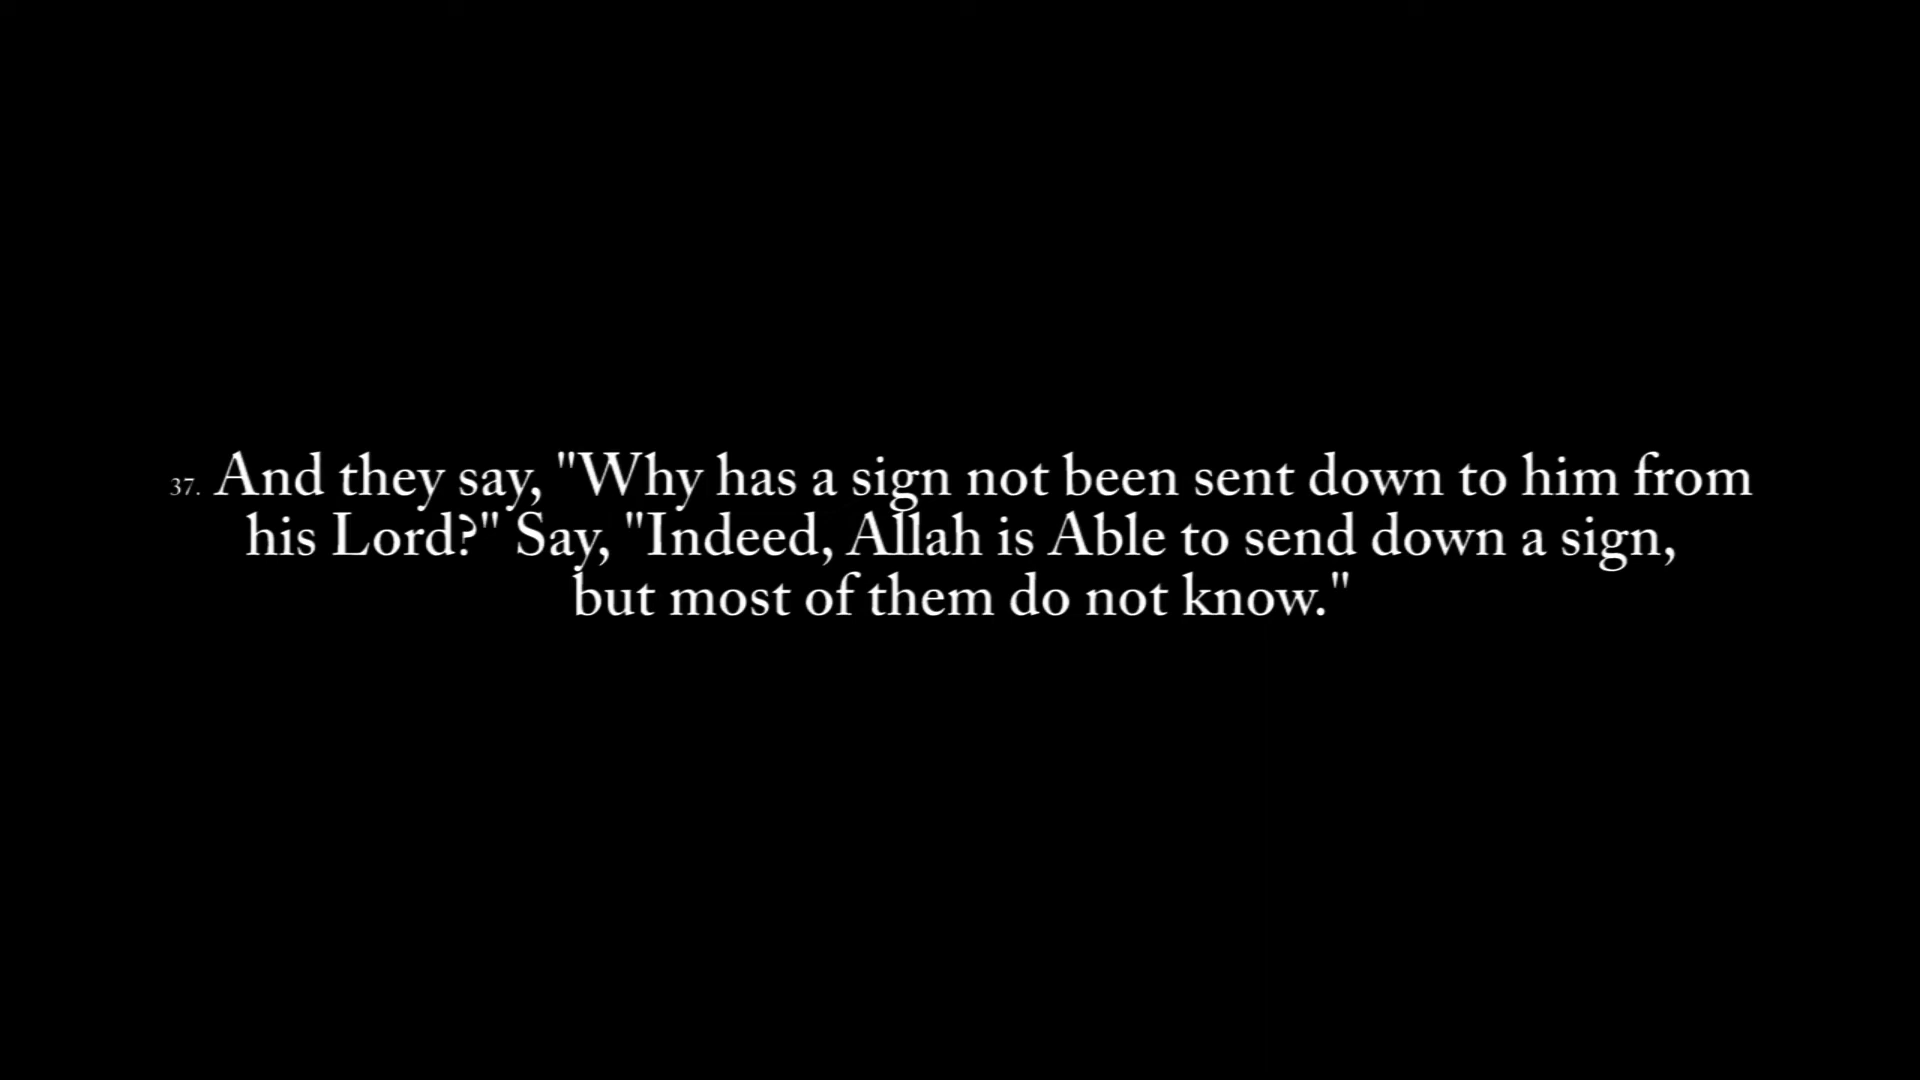 37. And they say, "Why has a sign not been sent down to him from
his Lord?" Say, "Indeed, Allah is Able to send down a sign,
but most of them do not know."